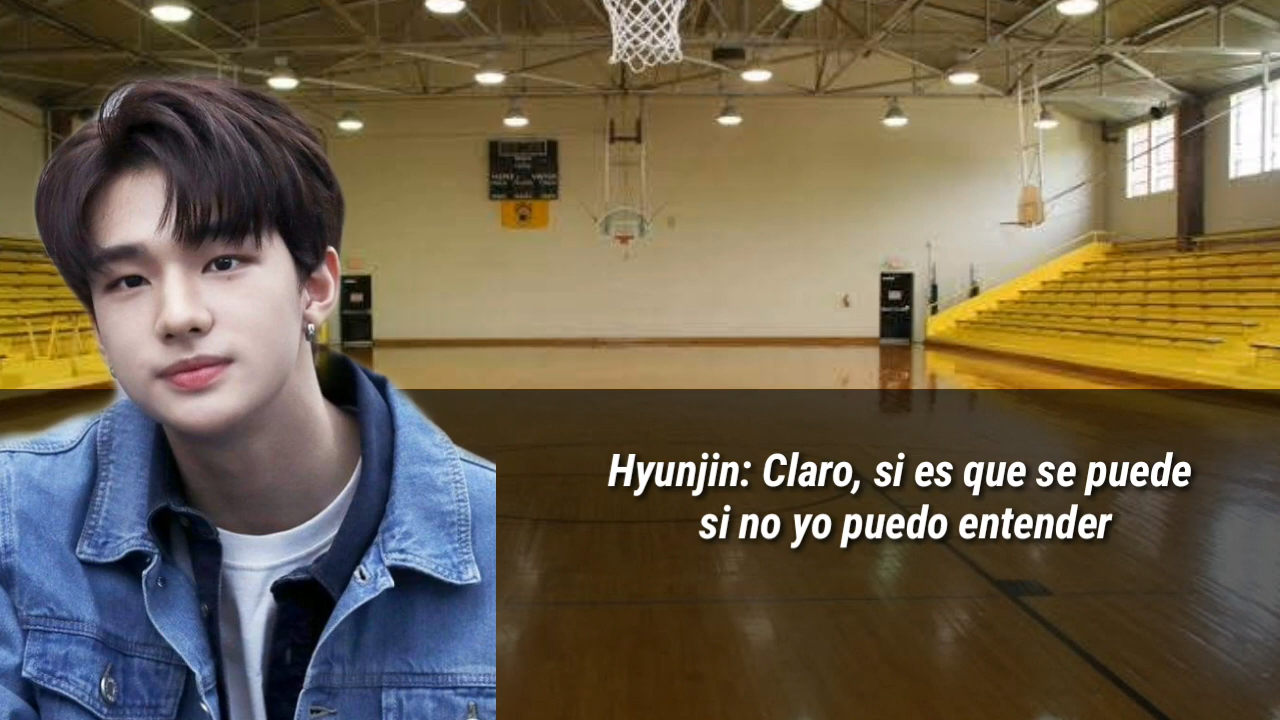 Hyunjin: Claro, si es que se puede
si no yo puedo entender